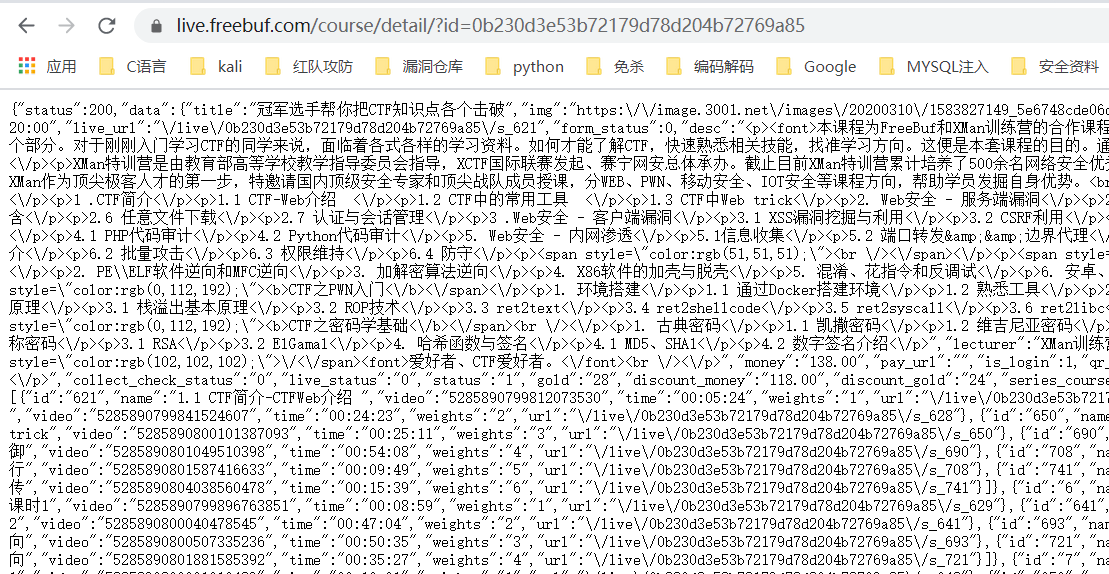 live.freebuf.com/course/detail/?id=0b230d3e53b72179d78d204b72769a85
应用 C语言 kali 红队攻防 漏洞仓库 python 免杀 编码解码 Google MYSQL注入 安全资料
{"status":200,"data":{"title":"冠军选手帮你把CTF知识点各个击破","img":"https:\/\/image.3001.net\/images\/20200310\/1583827149_5e6748cde06c
20:00","live_url":"\/live\/0b230d3e53b72179d78d204b72769a85\/s_621","form_status":0,"desc":"<p><font>本课程为FreeBuf和XMan训练营的合作课程
个部分。对于刚刚入门学习CTF的同学来说，面临着各式各样的学习资料。如何才能了解CTF，快速熟悉相关技能，找准学习方向。这便是本套课程的目的。通
<\/p><p>XMan特训营是由教育部高等学校教学指导委员会指导，XCTF国际联赛发起、赛宁网安总体承办。截止目前XMan特训营累计培养了500余名网络安全优
XMan作为顶尖极客人才的第一步，特邀请国内顶级安全专家和顶尖战队成员授课，分WEB、PWN、移动安全、IOT安全等课程方向，帮助学员发掘自身优势。<br
<\/p><p>1 .CTF简介<\/p><p>1.1 CTF-Web介绍 <\/p><p>1.2 CTF中的常用工具 <\/p><p>1.3 CTF中Web trick<\/p><p>2. Web安全 - 服务端漏洞<\/p><p>2
含<\/p><p>2.6 任意文件下载<\/p><p>2.7 认证与会话管理<\/p><p>3 .Web安全 - 客户端漏洞<\/p><p>3.1 XSS漏洞挖掘与利用<\/p><p>3.2 CSRF利用<\/p><p
<\/p><p>4.1 PHP代码审计<\/p><p>4.2 Python代码审计<\/p><p>5. Web安全 - 内网渗透<\/p><p>5.1信息收集<\/p><p>5.2 端口转发&amp;&amp;边界代理<\/p
介<\/p><p>6.2 批量攻击<\/p><p>6.3 权限维持<\/p><p>6.4 防守<\/p><p><span style=\"color:rgb(51,51,51);\"><br \/><\/span><\/p><p><span style=
<\/p><p>2. PE\\ELF软件逆向和MFC逆向<\/p><p>3. 加解密算法逆向<\/p><p>4. X86软件的加壳与脱壳<\/p><p>5. 混淆、花指令和反调试<\/p><p>6. 安卓、
style=\"color:rgb(0,112,192);\"><b>CTF之PWN入门<\/b><\/span><\/p><p>1. 环境搭建<\/p><p>1.1 通过Docker搭建环境<\/p><p>1.2 熟悉工具<\/p><p>2
原理<\/p><p>3.1 栈溢出基本原理<\/p><p>3.2 ROP技术<\/p><p>3.3 ret2text<\/p><p>3.4 ret2shellcode<\/p><p>3.5 ret2syscall<\/p><p>3.6 ret2libc
style=\"color:rgb(0,112,192);\"><b>CTF之密码学基础<\/b><\/span><br \/><p>1. 古典密码<\/p><p>1.1 凯撒密码<\/p><p>1.2 维吉尼亚密码<\/p><p
称密码<\/p><p>3.1 RSA<\/p><p>3.2 ElGamal<\/p><p>4. 哈希函数与签名<\/p><p>4.1 MD5、SHA1<\/p><p>4.2 数字签名介绍<\/p>","lecturer":"XMan训练营
style=\"color:rgb(102,102,102);\">\/<\/span><font>爱好者、CTF爱好者。<\/font><br \/><\/p>","money":"138.00","pay_url":"","is_login":1,"qr_
<\/p>","collect_check_status":"0","live_status":"0","status":"1","gold":"28","discount_money":"118.00","discount_gold":"24","series_course
[{"id":"621","name":"1.1 CTF简介-CTFWeb介绍 ","video":"5285890799812073530","time":"00:05:24","weights":"1","url":"\/live\/0b230d3e53b7217
","video":"5285890799841524607","time":"00:24:23","weights":"2","url":"\/live\/0b230d3e53b72179d78d204b72769a85\/s_628"},{"id":"650","name
trick","video":"5285890800101387093","time":"00:25:11","weights":"3","url":"\/live\/0b230d3e53b72179d78d204b72769a85\/s_650"},{"id":"690",
御","video":"5285890801049510398","time":"00:54:08","weights":"4","url":"\/live\/0b230d3e53b72179d78d204b72769a85\/s_690"},{"id":"708","na
行","video":"5285890801587416633","time":"00:09:49","weights":"5","url":"\/live\/0b230d3e53b72179d78d204b72769a85\/s_708"},{"id":"741","na
传","video":"5285890804038560478","time":"00:15:39","weights":"6","url":"\/live\/0b230d3e53b72179d78d204b72769a85\/s_741"}]},{"id":"6","na
课时1","video":"5285890799896763851","time":"00:08:59","weights":"1","url":"\/live\/0b230d3e53b72179d78d204b72769a85\/s_629"},{"id":"641",
2","video":"5285890800040478545","time":"00:47:04","weights":"2","url":"\/live\/0b230d3e53b72179d78d204b72769a85\/s_641"},{"id":"693","nam
向","video":"5285890800507335236","time":"00:50:35","weights":"3","url":"\/live\/0b230d3e53b72179d78d204b72769a85\/s_693"},{"id":"721","na
向","video":"5285890801881585392","time":"00:35:27","weights":"4","url":"\/live\/0b230d3e53b72179d78d204b72769a85\/s_721"}]},{"id":"7","na